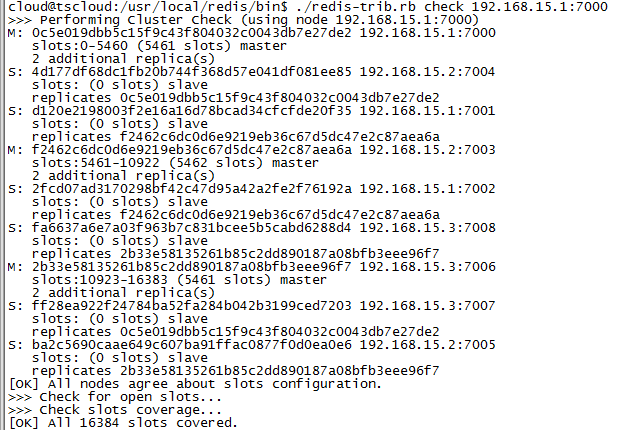 cloud@tscloud:/usr/local/redis/bin$ ./redis-trib.rb check 192.168.15.1:7000
>>> Performing Cluster Check (using node 192.168.15.1:7000)
M: 0c5e019dbb5c15f9c43f804032c0043db7e27de2 192.168.15.1:7000
slots:0-5460 (5461 slots) master
2 additional replica(s)
S: 4d177df68dc1fb20b744f368d57e041df081ee85 192.168.15.2:7004
slots: (0 slots) slave
replicates 0c5e019dbb5c15f9c43f804032c0043db7e27de2
S: d120e2198003f2e16a16d78bcad34cfcfde20f35 192.168.15.1:7001
slots: (0 slots) slave
replicates f2462c6dc0d6e9219eb36c67d5dc47e2c87aea6a
M: f2462c6dc0d6e9219eb36c67d5dc47e2c87aea6a 192.168.15.2:7003
slots:5461-10922 (5462 slots) master
2 additional replica(s)
S: 2fcd07ad3170298bf42c47d95a42a2fe2f76192a 192.168.15.1:7002
slots: (0 slots) slave
replicates f2462c6dc0d6e9219eb36c67d5dc47e2c87aea6a
S: fa6637a6e7a03f963b7c831bcee5b5cabd6288d4 192.168.15.3:7008
slots: (0 slots) slave
replicates 2b33e58135261b85c2dd890187a08bfb3eee96f7
M: 2b33e58135261b85c2dd890187a08bfb3eee96f7 192.168.15.3:7006
slots:10923-16383 (5461 slots) master
2 additional replica(s)
S: ff28ea922f24784ba52fa284b042b3199ced7203 192.168.15.3:7007
slots: (0 slots) slave
replicates 0c5e019dbb5c15f9c43f804032c0043db7e27de2
S: ba2c5690caae649c607ba91ffac0877f0d0ea0e6 192.168.15.2:7005
slots: (0 slots) slave
replicates 2b33e58135261b85c2dd890187a08bfb3eee96f7
[OK] All nodes agree about slots configuration.
>>> Check for open slots...
>>> Check slots coverage...
[OK] All 16384 slots covered.